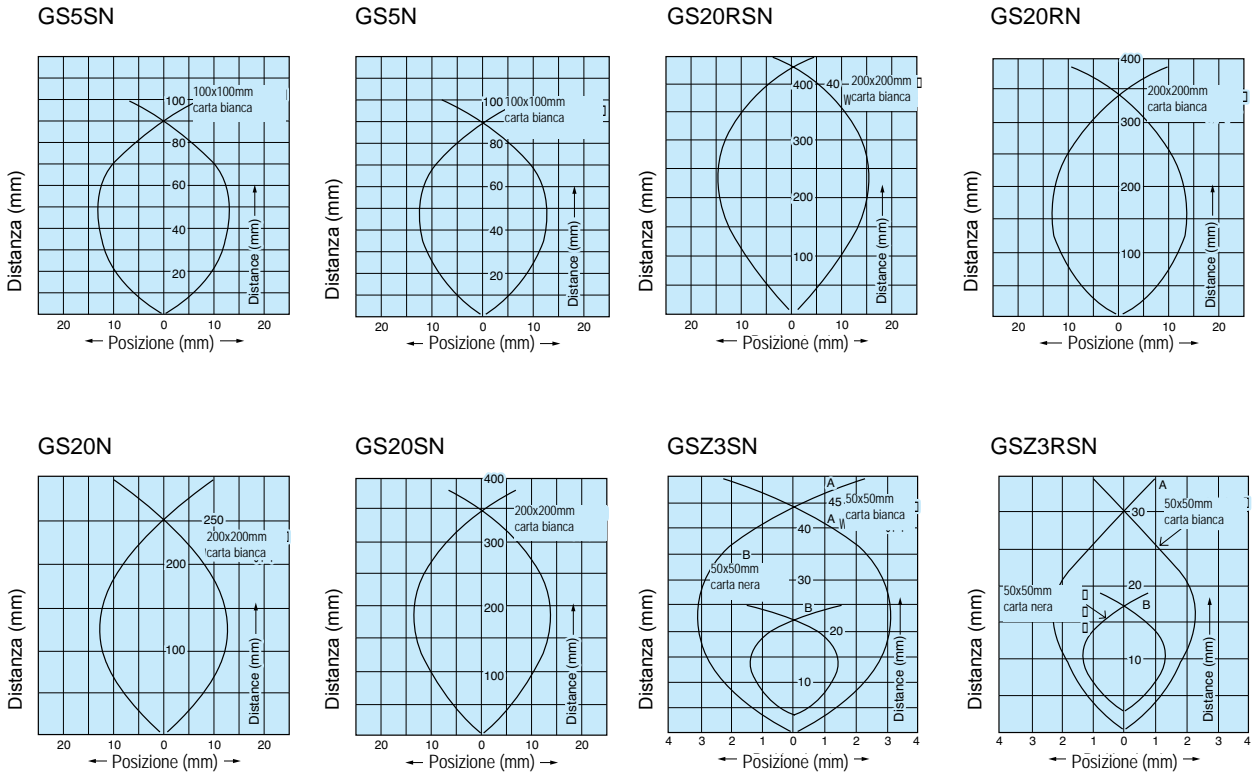 GS5SN
GS5N
GS20RSN
GS20RN
Distanza (mm)
100x100mm
carta bianca
100
80
60
40
20
Distance (mm)
20 10 0 10 20
Posizione (mm)
Distanza (mm)
100x100mm
carta bianca
100
80
60
40
20
Distance (mm)
20 10 0 10 20
Posizione (mm)
Distanza (mm)
200x200mm
carta bianca
W
400
40
400
200
100
Distance (mm)
20 10 0 10 20
Posizione (mm)
Distanza (mm)
400
200x200mm
carta bianca
300
200
100
Distance (mm)
20 10 0 10 20
Posizione (mm)
GS20N
GS20SN
GSZ3SN
GSZ3RSN
Distanza (mm)
250
200x200mm
carta bianca
200
100
Distance (mm)
20 10 0 10 20
Posizione (mm)
Distanza (mm)
400
200x200mm
carta bianca
300
200
100
Distance (mm)
20 10 0 10 20
Posizione (mm)
Distanza (mm)
A
45
50x50mm
carta bianca
A
W
40
B
50x50mm
carta nera
30
B
20
10
Distance (mm)
4 3 2 1 0 1 2 3 4
Posizione (mm)
Distanza (mm)
A
50x50mm
carta bianca
30
20
50x50mm
carta nera
B
10
Distance (mm)
4 3 2 1 0 1 2 3 4
Posizione (mm)